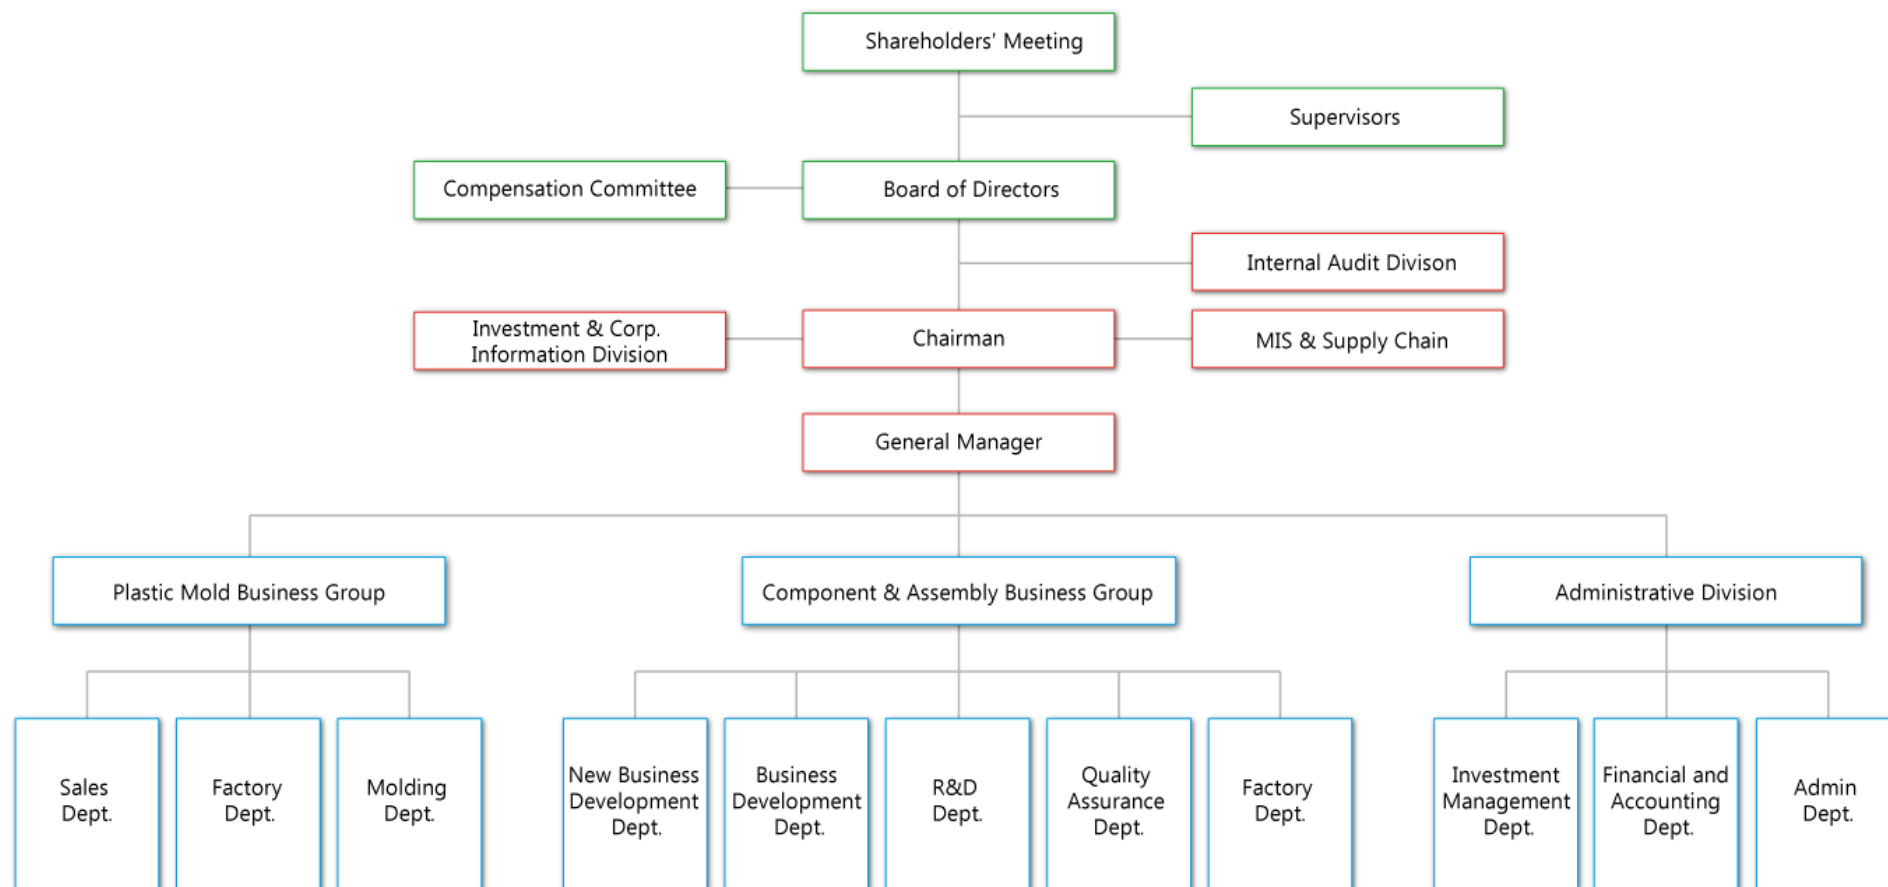 Shareholders' Meeting
Supervisors
Compensation Committee
Board of Directors
Internal Audit Divison
Investment & Corp.
Information Division
Chairman
MIS & Supply Chain
General Manager
Plastic Mold Business Group
Component & Assembly Business Group
Administrative Division
Sales
Dept.
Factory
Dept.
Molding
Dept.
New Business
Development
Dept.
Business
Development
Dept.
R&D
Dept.
Quality
Assurance
Dept.
Factory
Dept.
Investment
Management
Dept.
Financial and
Accounting
Dept.
Admin
Dept.